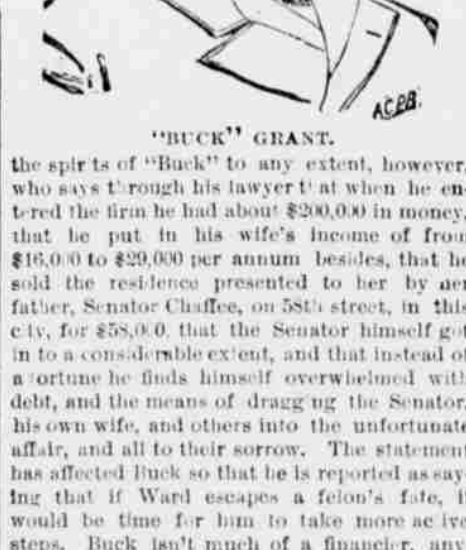 ACPB.
"BUCK" GRANT.
the spirits of "Buck" to any extent, however,
who says through his lawyer that when he en
tered the firm he had about $200,000 in money,
that he put in his wife's income of from
$16,000 to $20,000 per annum besides, that he
sold the residence presented to her by her
father, Senator Chaffee, on 58th street, in this
city, for $58,000, that the Senator himself got
in to a considerable extent, and that instead of
a fortune he finds himself overwhelmed with
debt, and the means of dragging the Senator,
his own wife, and others into the unfortunate
affair, and all to their sorrow. The statement
has affected Buck so that he is reported as say
ing that if Ward escapes a felon's fate, i
would be time for him to take more active
steps. Buck isn't much of a financier, any